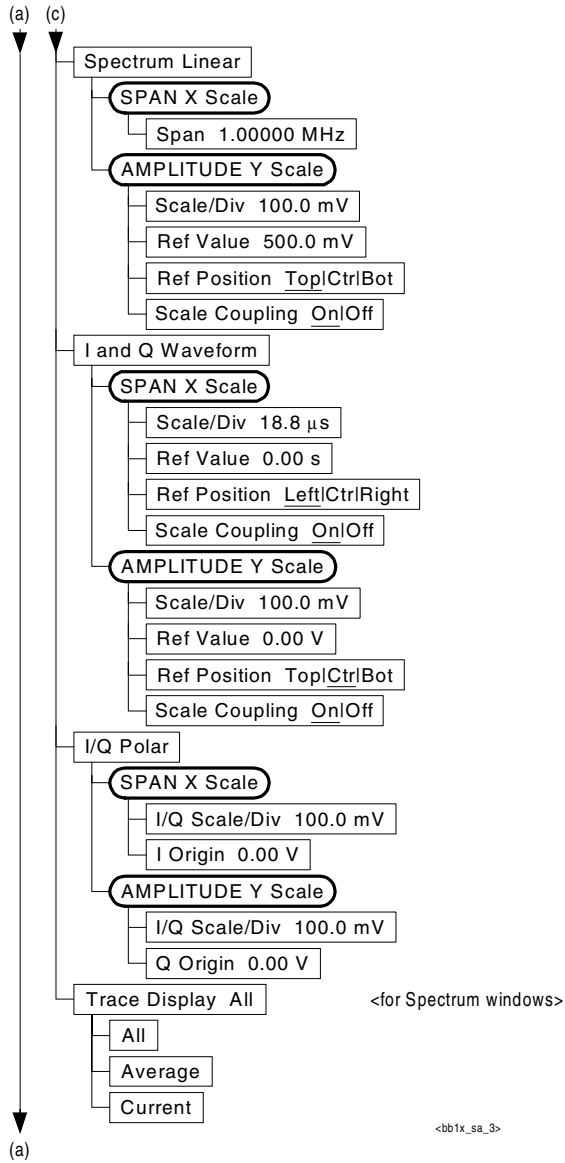 (a) (c)
Spectrum Linear
SPAN X Scale
Span 1.00000 MHz
AMPLITUDE Y Scale
Scale/Div 100.0 mV
Ref Value 500.0 mV
Ref Position Top|Ctr|Bot
Scale Coupling On|Off
I and Q Waveform
SPAN X Scale
Scale/Div 18.8 μs
Ref Value 0.00 s
Ref Position Left|Ctr|Right
Scale Coupling On|Off
AMPLITUDE Y Scale
Scale/Div 100.0 mV
Ref Value 0.00 V
Ref Position Top|Ctr|Bot
Scale Coupling On|Off
I/Q Polar
SPAN X Scale
I/Q Scale/Div 100.0 mV
I Origin 0.00 V
AMPLITUDE Y Scale
I/Q Scale/Div 100.0 mV
Q Origin 0.00 V
Trace Display All <for Spectrum windows>
All
Average
Current
<bb1x_sa_3>
(a)